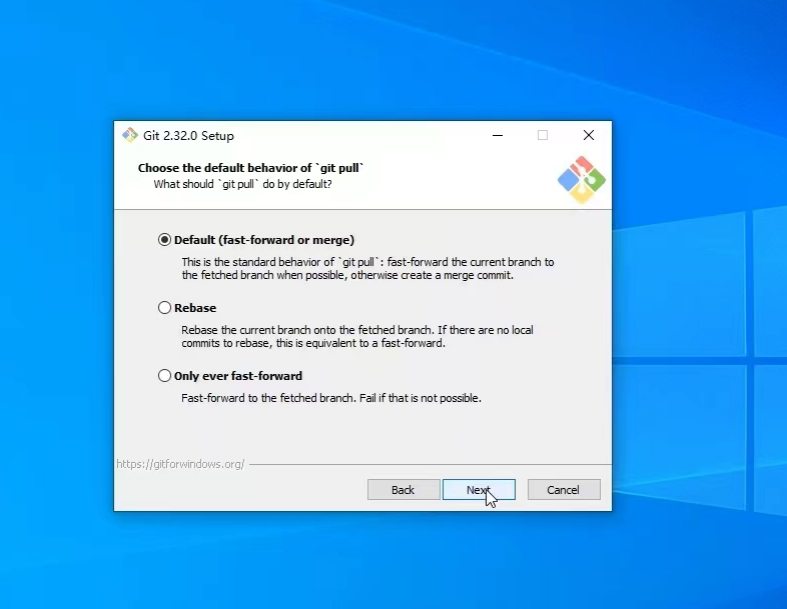 Git 2.32.0 Setup
Choose the default behavior of `git pull`
What should `git pull` do by default?
Default (fast-forward or merge)
This is the standard behavior of `git pull`: fast-forward the current branch to
the fetched branch when possible, otherwise create a merge commit.
Rebase
Rebase the current branch onto the fetched branch. If there are no local
commits to rebase, this is equivalent to a fast-forward.
Only ever fast-forward
Fast-forward to the fetched branch. Fail if that is not possible.
https://gitforwindows.org/
Back
Next
Cancel